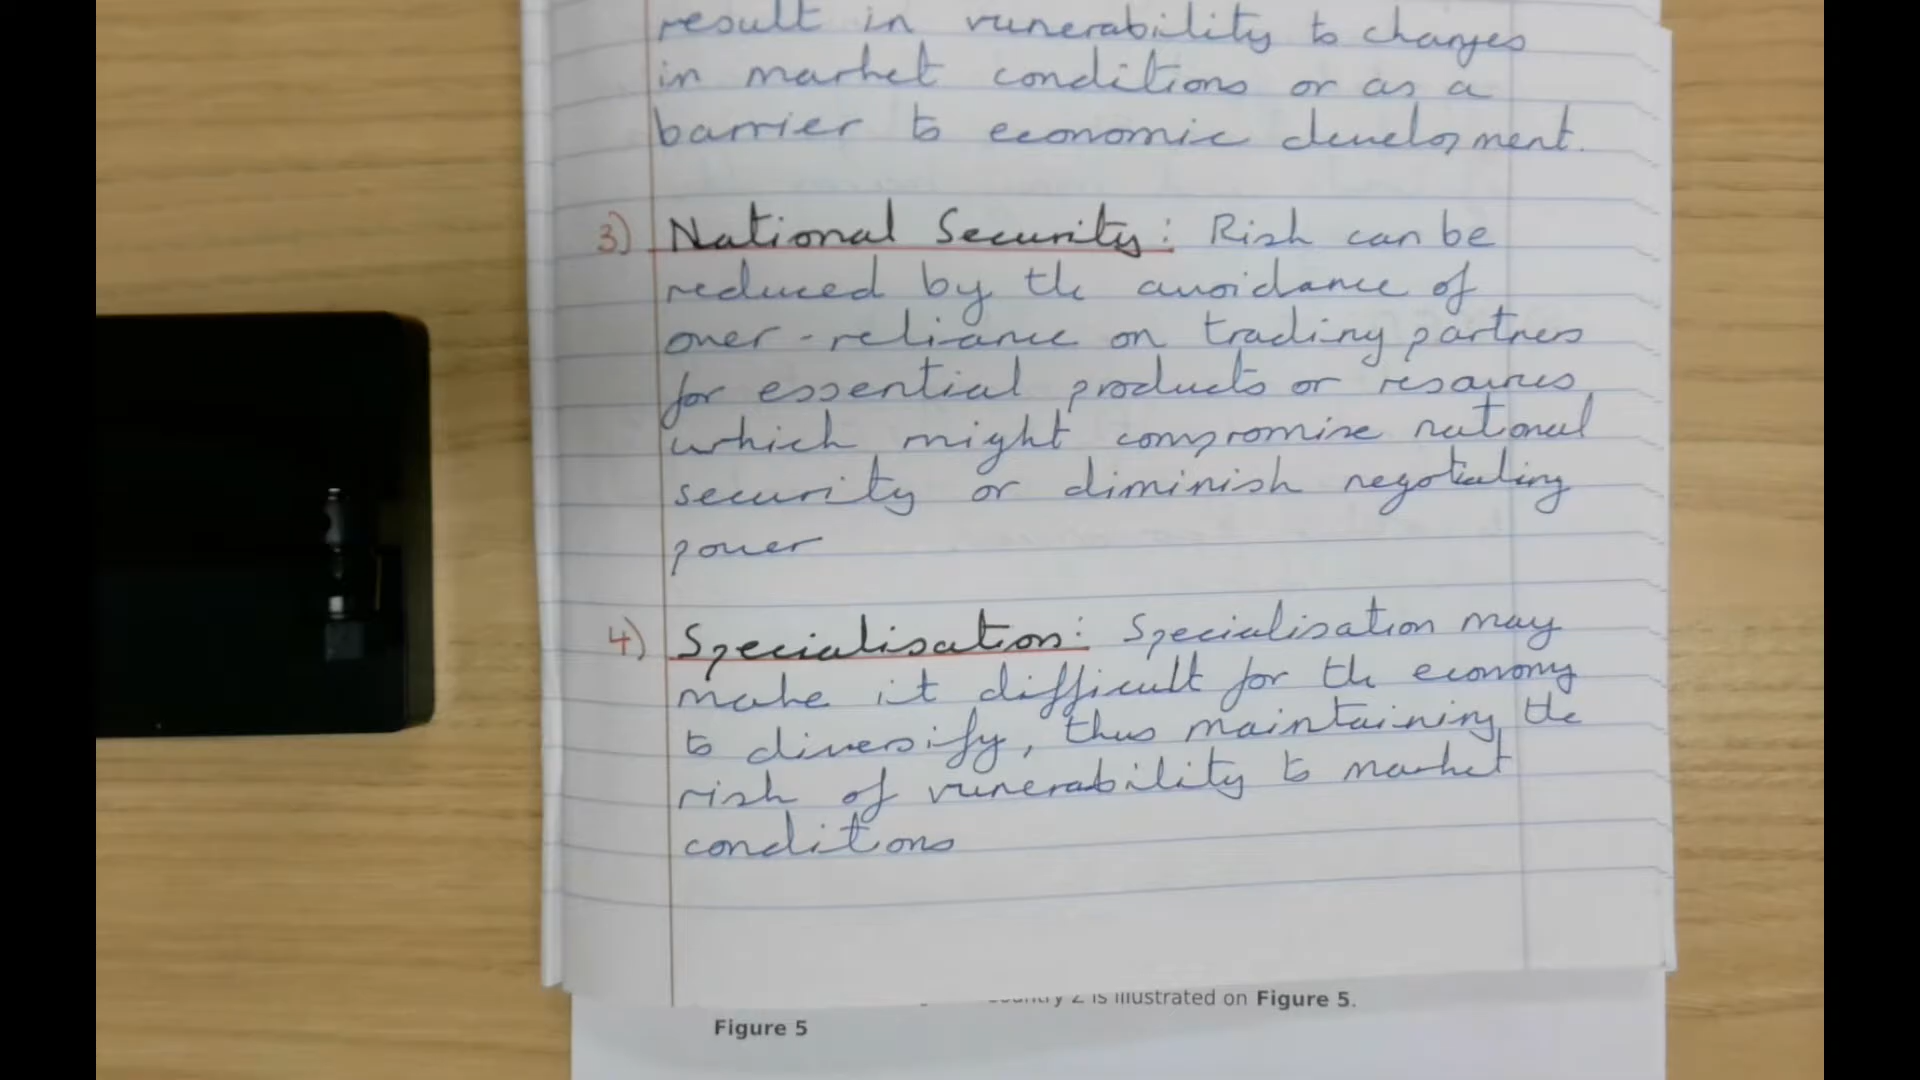 result in vunerability to changes
in market conditions or as a
barrier to economic development.
3) National Security: Risk can be
reduced by the avoidance of
over-reliance on trading partners
for essential products or resources
which might compromise national
security or diminish negotiating
power
4) Specialisation: Specialisation may
make it difficult for the economy
to diversify, thus maintaining the
risk of vunerability to market
conditions
Country Z is illustrated on Figure 5.
Figure 5